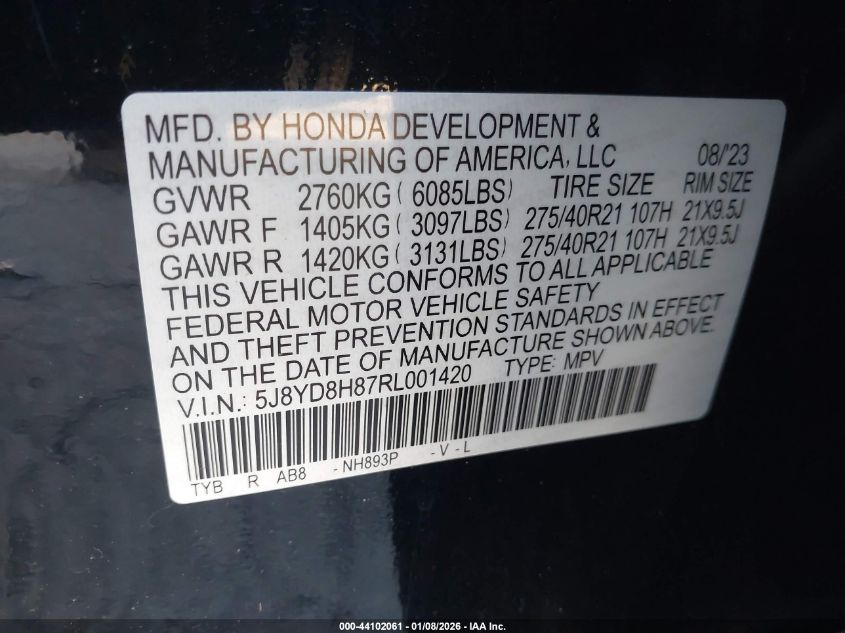 MFD. BY HONDA DEVELOPMENT &
MANUFACTURING OF AMERICA, LLC 08/'23
GVWR 2760KG ( 6085LBS) TIRE SIZE RIM SIZE
GAWR F 1405KG ( 3097LBS) 275/40R21 107H 21X9.5J
GAWR R 1420KG ( 3131LBS) 275/40R21 107H 21X9.5J
THIS VEHICLE CONFORMS TO ALL APPLICABLE
FEDERAL MOTOR VEHICLE SAFETY
AND THEFT PREVENTION STANDARDS IN EFFECT
ON THE DATE OF MANUFACTURE SHOWN ABOVE.
V.I.N.: 5J8YD8H87RL001420 TYPE: MPV
TYB R AB8 - NH893P - V - L
000-44102061 - 01/08/2026 - IAA Inc.